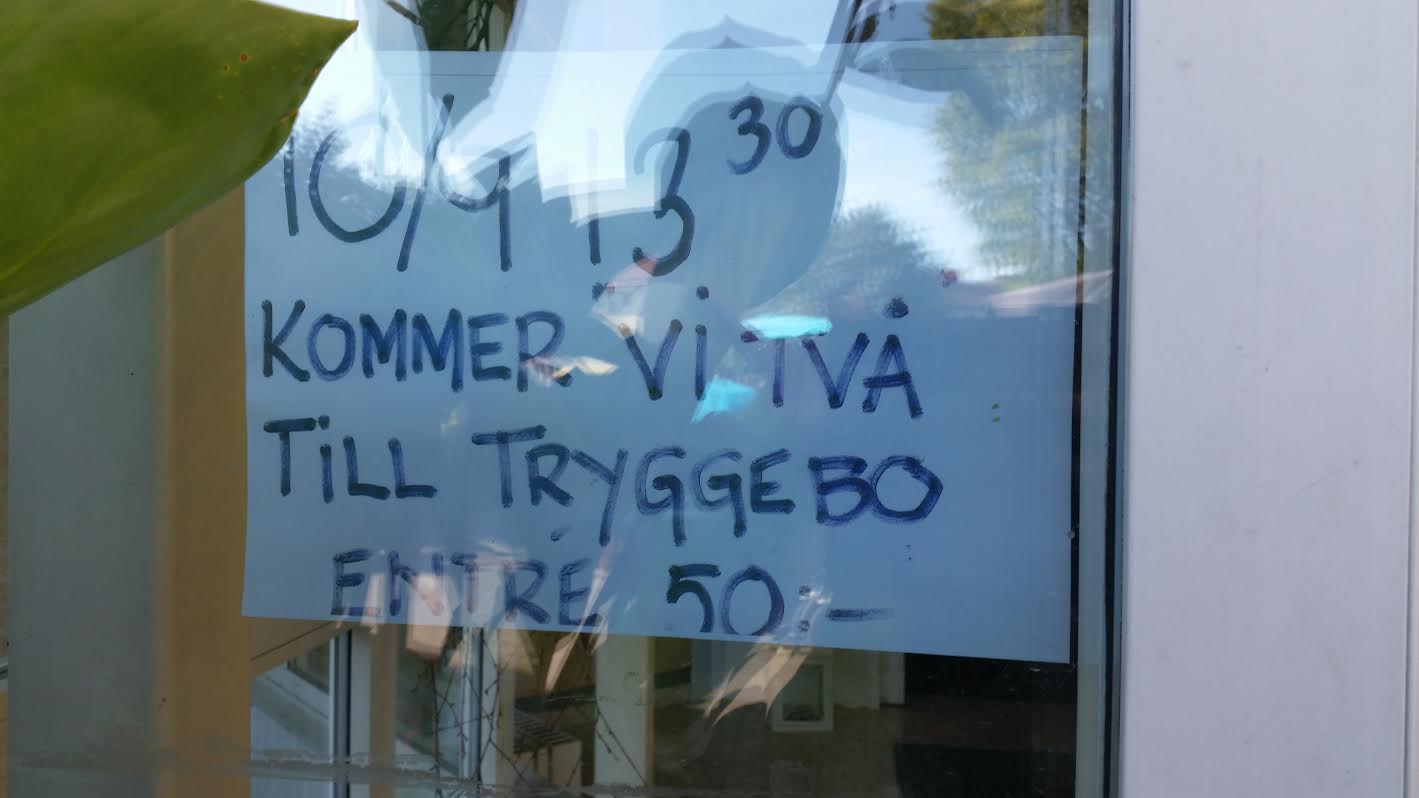 10/9 13 30
KOMMER VI TVÅ
TILL TRYGGEBO
ENTRÉ 50:-